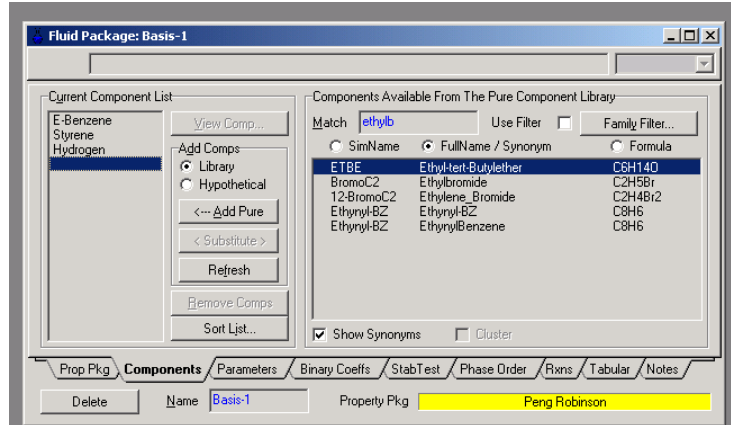 Fluid Package: Basis-1
Current Component List
E-Benzene
Styrene
Hydrogen
View Comp...
Add Comps
Library
Hypothetical
<--- Add Pure
< Substitute >
Refresh
Remove Comps
Sort List...
Components Available From The Pure Component Library
Match ethylb Use Filter Family Filter...
SimName FullName / Synonym Formula
ETBE Ethyl-tert-Butylether C6H14O
BromoC2 Ethylbromide C2H5Br
12-BromoC2 Ethylene_Bromide C2H4Br2
Ethynyl-BZ Ethynyl-BZ C8H6
Ethynyl-BZ EthynylBenzene C8H6
Show Synonyms Cluster
Prop Pkg Components Parameters Binary Coeffs StabTest Phase Order Rxns Tabular Notes
Delete Name Basis-1 Property Pkg Peng Robinson